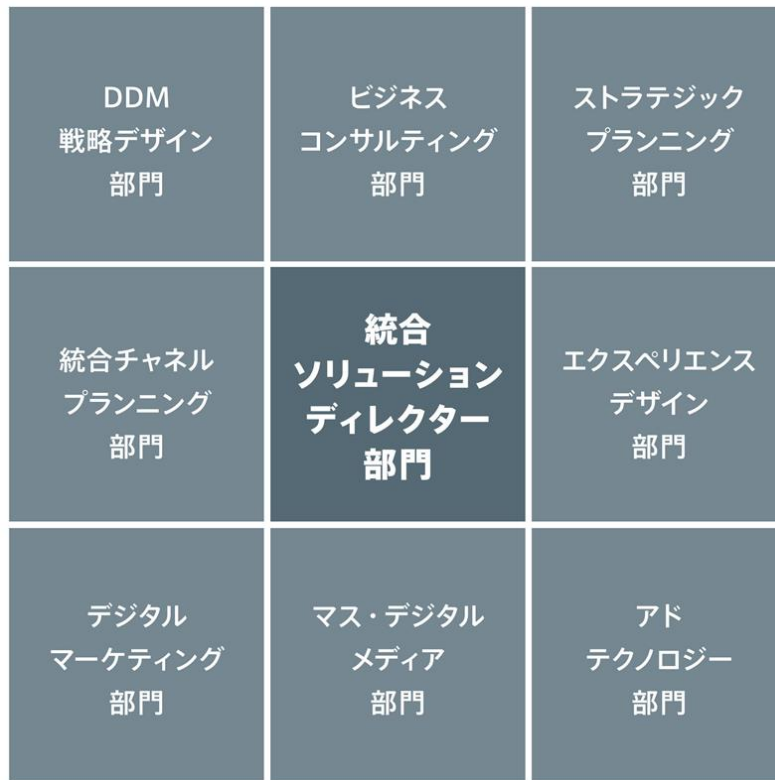 DDM
戦略デザイン
部門
ビジネス
コンサルティング
部門
ストラテジック
プランニング
部門
統合チャネル
プランニング
部門
統合
ソリューション
ディレクター
部門
エクスペリエンス
デザイン
部門
デジタル
マーケティング
部門
マス・デジタル
メディア
部門
アド
テクノロジー
部門